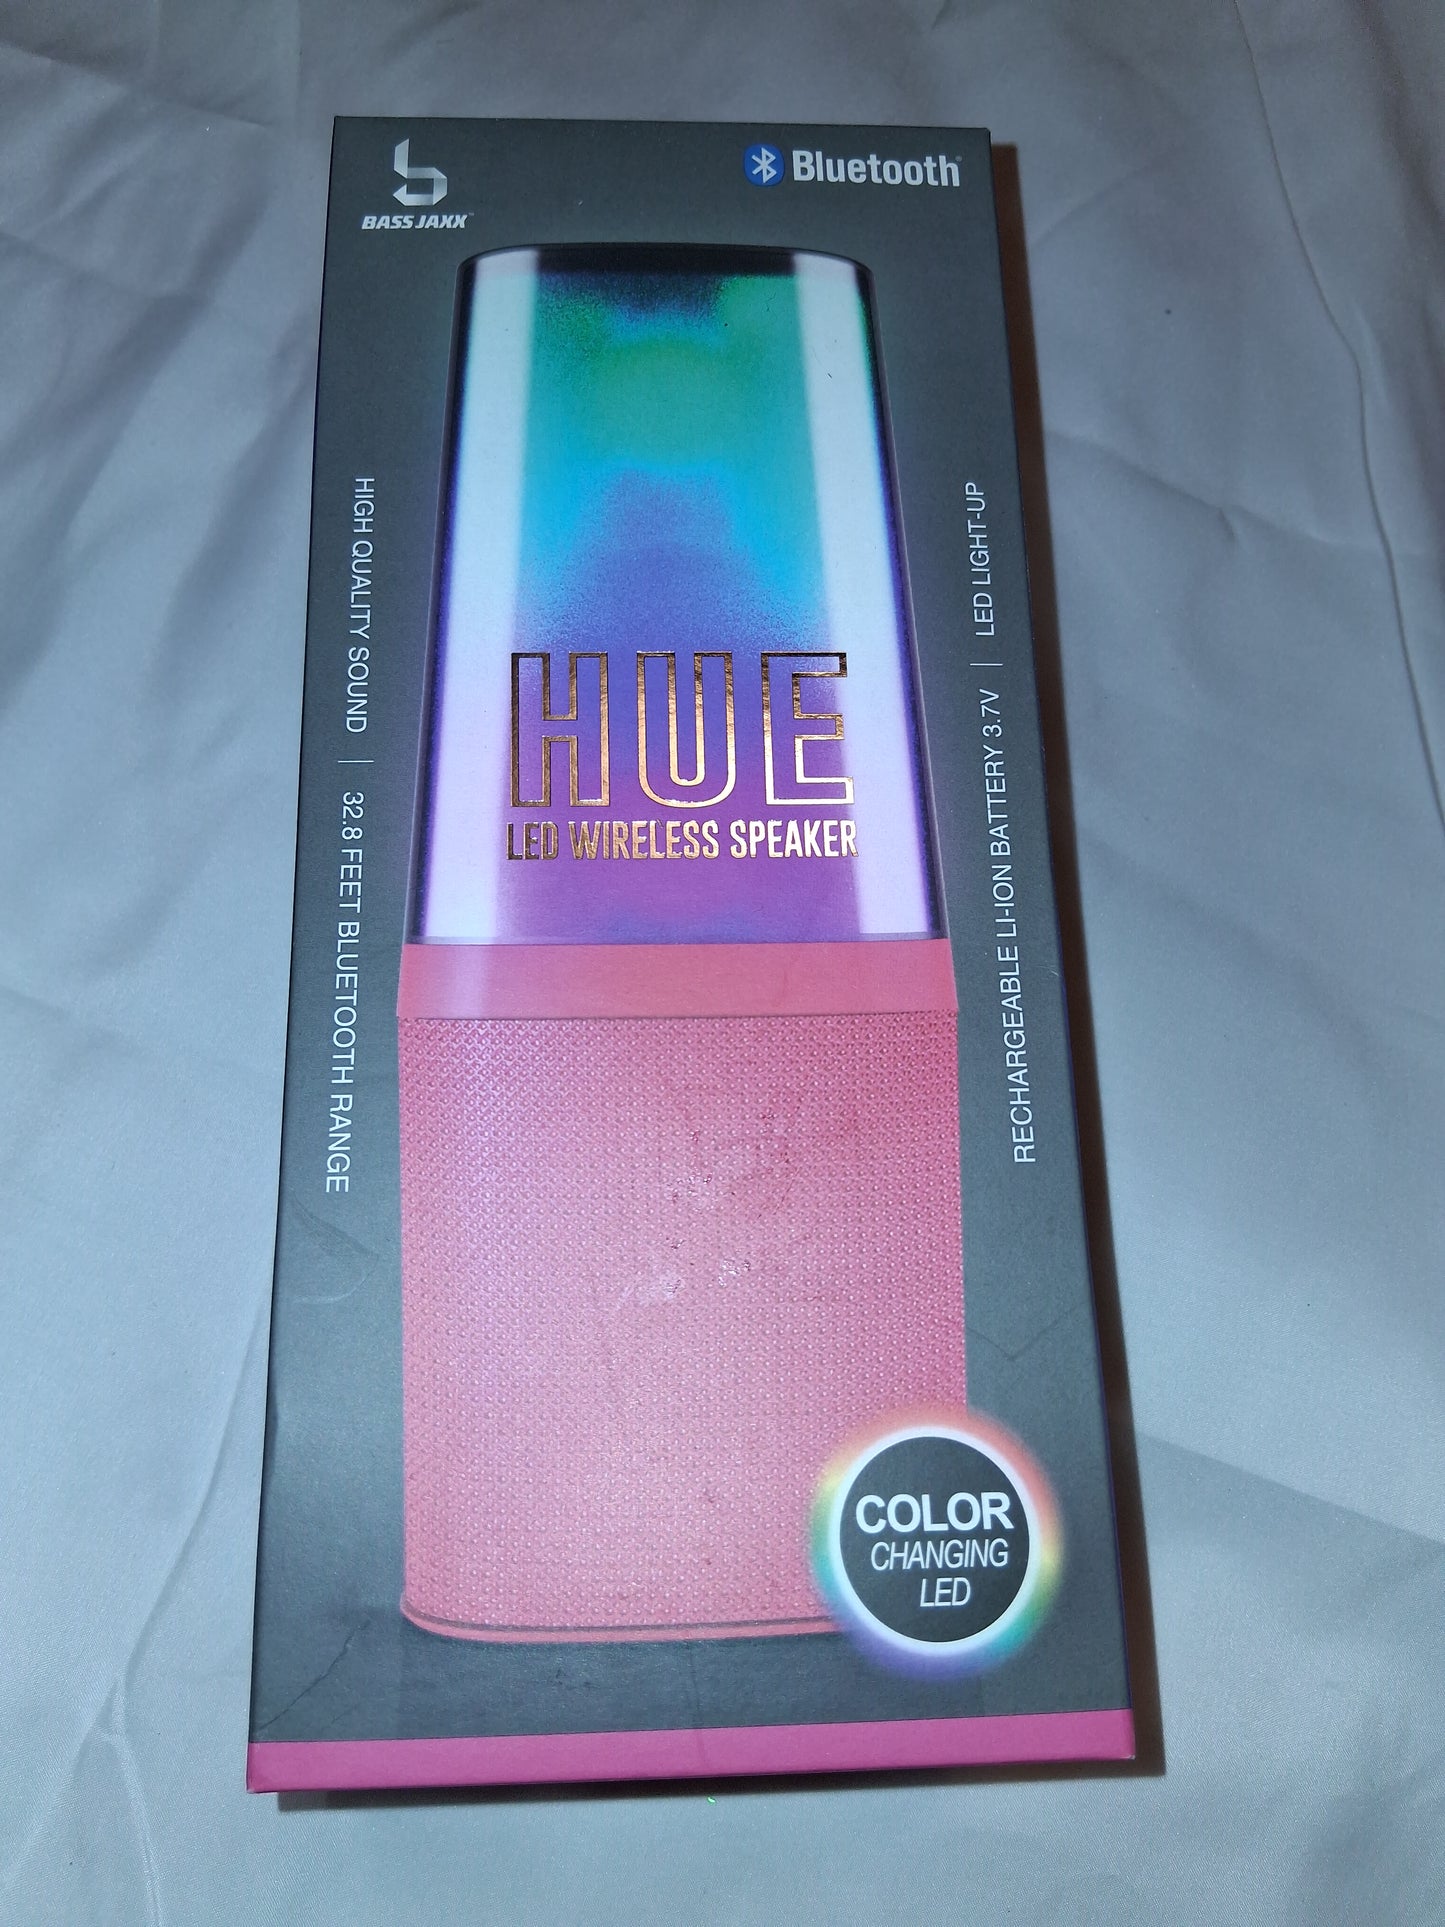 BASS JAXX™
Bluetooth®
HIGH QUALITY SOUND | 32.8 FEET BLUETOOTH RANGE
RECHARGEABLE LI-ION BATTERY 3.7V | LED LIGHT-UP
HUE
LED WIRELESS SPEAKER
COLOR
CHANGING
LED